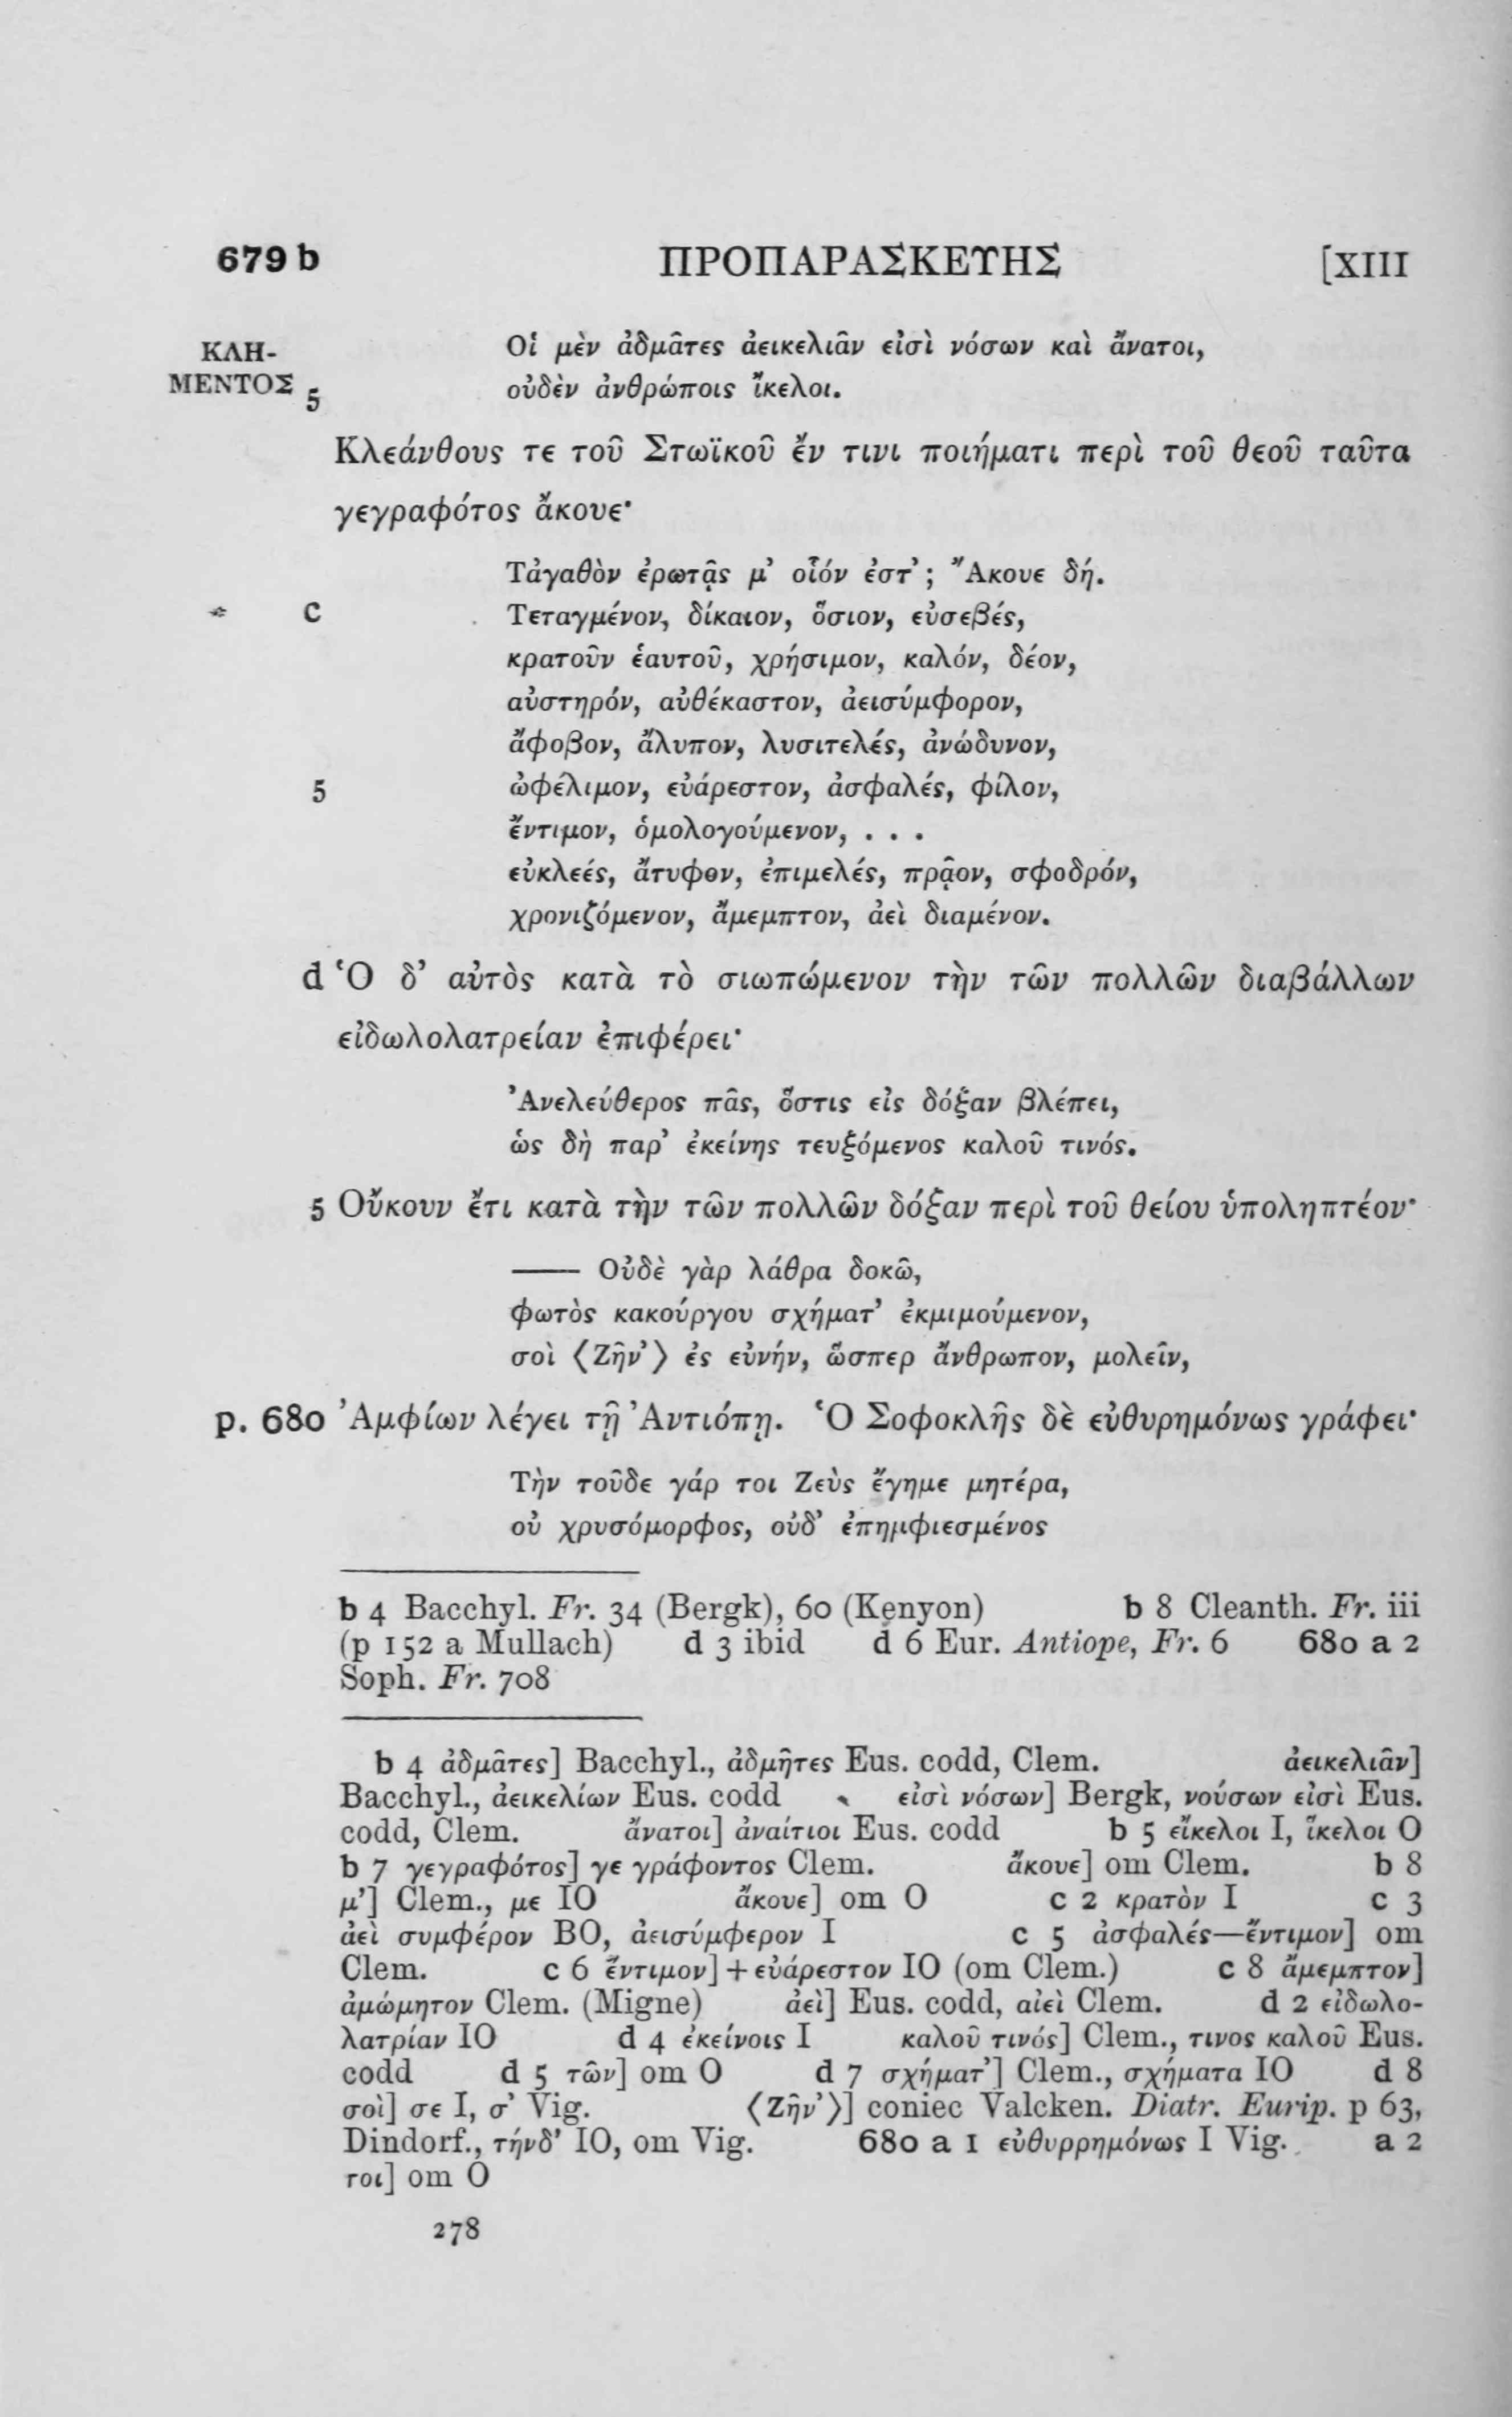 679 b ΠΡΟΠΑΡΑΣΚΕΥΗΣ [XIII
ΚΛΗ-
ΜΕΝΤΟΣ
Οἱ μὲν ἀδμᾶτες ἀεικελιᾶν εἰσὶ νόσων καὶ ἄνατοι,
5 οὐδὲν ἀνθρώποις ἴκελοι.
Κλεάνθους τε τοῦ Στωϊκοῦ ἔν τινι ποιήματι περὶ τοῦ θεοῦ ταῦτα
γεγραφότος ἄκουε·
Τἀγαθὸν ἐρωτᾷς μ’ οἷόν ἐστ’; Ἄκουε δή.
c Τεταγμένον, δίκαιον, ὅσιον, εὐσεβές,
κρατοῦν ἑαυτοῦ, χρήσιμον, καλόν, δέον,
αὐστηρόν, αὐθέκαστον, ἀεισύμφορον,
ἄφοβον, ἄλυπον, λυσιτελές, ἀνώδυνον,
5 ὠφέλιμον, εὐάρεστον, ἀσφαλές, φίλον,
ἔντιμον, ὁμολογούμενον, . . .
εὐκλεές, ἄτυφον, ἐπιμελές, πρᾷον, σφοδρόν,
χρονιζόμενον, ἄμεμπτον, ἀεὶ διαμένον.
d Ὁ δ’ αὐτὸς κατὰ τὸ σιωπώμενον τὴν τῶν πολλῶν διαβάλλων
εἰδωλολατρείαν ἐπιφέρει·
Ἀνελεύθερος πᾶς, ὅστις εἰς δόξαν βλέπει,
ὡς δὴ παρ’ ἐκείνης τευξόμενος καλοῦ τινός.
5 Οὔκουν ἔτι κατὰ τὴν τῶν πολλῶν δόξαν περὶ τοῦ θείου ὑποληπτέον·
—— Οὐδὲ γὰρ λάθρα δοκῶ,
φωτὸς κακούργου σχήματ’ ἐκμιμούμενον,
σοὶ ⟨Ζῆν’⟩ ἐς εὐνήν, ὥσπερ ἄνθρωπον, μολεῖν,
p. 680 Ἀμφίων λέγει τῇ Ἀντιόπῃ. Ὁ Σοφοκλῆς δὲ εὐθυρημόνως γράφει·
Τὴν τοῦδε γάρ τοι Ζεὺς ἔγημε μητέρα,
οὐ χρυσόμορφος, οὐδ’ ἐπημφιεσμένος
b 4 Bacchyl. Fr. 34 (Bergk), 60 (Kenyon) b 8 Cleanth. Fr. iii
(p 152 a Mullach) d 3 ibid d 6 Eur. Antiope, Fr. 6 680 a 2
Soph. Fr. 708
b 4 ἀδμᾶτες] Bacchyl., ἀδμῆτες Eus. codd, Clem. ἀεικελιᾶν]
Bacchyl., ἀεικελίων Eus. codd εἰσὶ νόσων] Bergk, νούσων εἰσὶ Eus.
codd, Clem. ἄνατοι] ἀναίτιοι Eus. codd b 5 εἴκελοι I, ἵκελοι O
b 7 γεγραφότος] γε γράφοντος Clem. ἄκουε] om Clem. b 8
μ’] Clem., με IO ἄκουε] om O c 2 κρατὸν I c 3
ἀεὶ συμφέρον BO, ἀεισύμφερον I c 5 ἀσφαλές—ἔντιμον] om
Clem. c 6 ἔντιμον] + εὐάρεστον IO (om Clem.) c 8 ἄμεμπτον]
ἀμώμητον Clem. (Migne) ἀεὶ] Eus. codd, αἰεὶ Clem. d 2 εἰδωλο-
λατρίαν IO d 4 ἐκείνοις I καλοῦ τινός] Clem., τινος καλοῦ Eus.
codd d 5 τῶν] om O d 7 σχήματ’] Clem., σχήματα IO d 8
σοὶ] σε I, σ’ Vig. ⟨Ζῆν’⟩] coniec Valcken. Diatr. Eurip. p 63,
Dindorf., τήνδ’ IO, om Vig. 680 a 1 εὐθυρρημόνως I Vig. a 2
τοι] om O
278